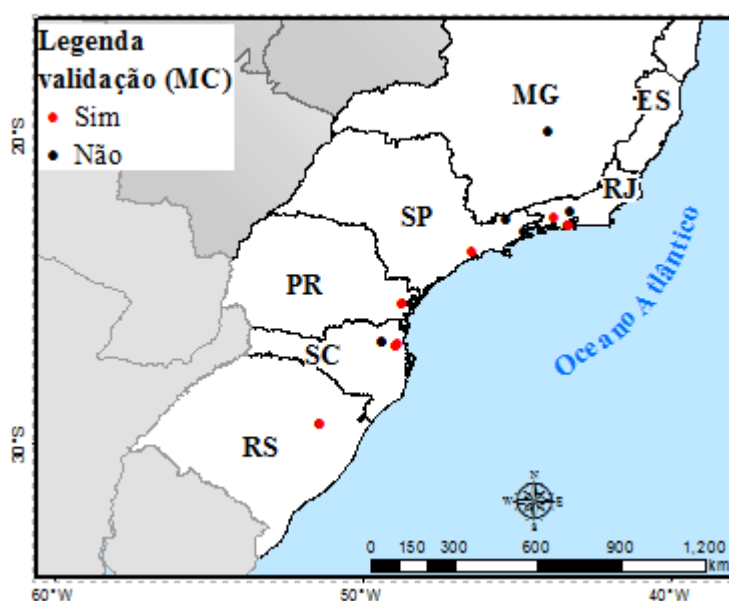 Legenda
validação (MC)
Sim
Não
MG
ES
RJ
SP
PR
SC
RS
Oceano Atlântico
20°S
30°S
N
W E
S
0 150 300 600 900 1,200
km
60°W 50°W 40°W